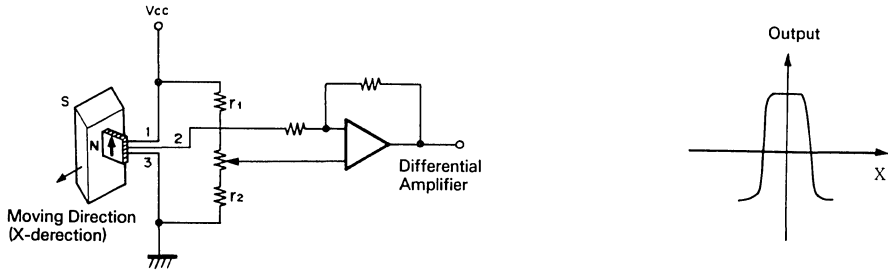 Vcc
S
r1
1
2
N
3
r2
Differential
Amplifier
Moving Direction
(X-derection)
Output
X